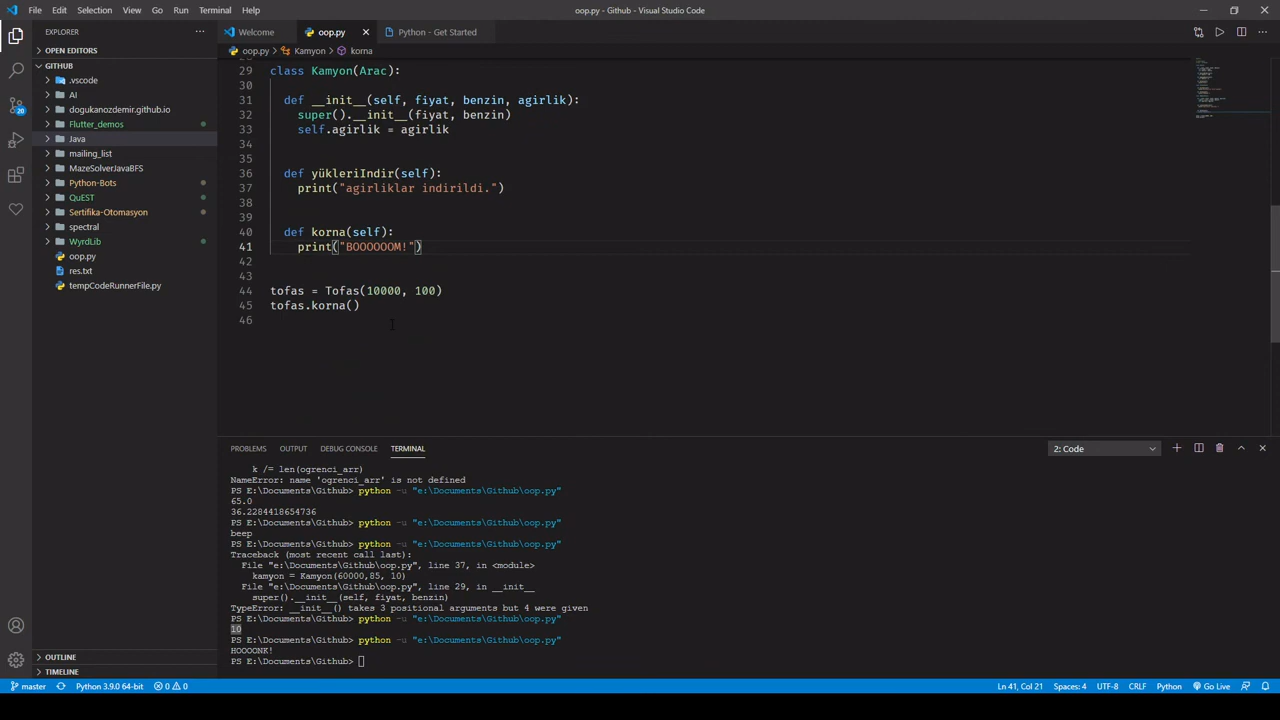 File Edit Selection View Go Run Terminal Help oop.py - Github - Visual Studio Code
EXPLORER
OPEN EDITORS
GITHUB
.vscode
AI
dogukanozdemir.github.io
Flutter_demos
Java
mailing_list
MazeSolverJavaBFS
Python-Bots
QuEST
Sertifika-Otomasyon
spectral
WyrdLib
oop.py
res.txt
tempCodeRunnerFile.py
OUTLINE
TIMELINE
20
Welcome oop.py Python - Get Started
oop.py > Kamyon > korna
29 class Kamyon(Arac):
30
31 def __init__(self, fiyat, benzin, agirlik):
32 super().__init__(fiyat, benzin)
33 self.agirlik = agirlik
34
35
36 def yükleriIndir(self):
37 print("agirliklar indirildi.")
38
39
40 def korna(self):
41 print("BOOOOOOM!")
42
43
44 tofas = Tofas(10000, 100)
45 tofas.korna()
46
PROBLEMS OUTPUT DEBUG CONSOLE TERMINAL 2: Code
k /= len(ogrenci_arr)
NameError: name 'ogrenci_arr' is not defined
PS E:\Documents\Github> python -u "e:\Documents\Github\oop.py"
65.0
36.2284418654736
PS E:\Documents\Github> python -u "e:\Documents\Github\oop.py"
beep
PS E:\Documents\Github> python -u "e:\Documents\Github\oop.py"
Traceback (most recent call last):
File "e:\Documents\Github\oop.py", line 37, in <module>
kamyon = Kamyon(60000,85, 10)
File "e:\Documents\Github\oop.py", line 29, in __init__
super().__init__(self, fiyat, benzin)
TypeError: __init__() takes 3 positional arguments but 4 were given
PS E:\Documents\Github> python -u "e:\Documents\Github\oop.py"
10
PS E:\Documents\Github> python -u "e:\Documents\Github\oop.py"
HOOOONK!
PS E:\Documents\Github>
master Python 3.9.0 64-bit 0 0 Ln 41, Col 21 Spaces: 4 UTF-8 CRLF Python Go Live